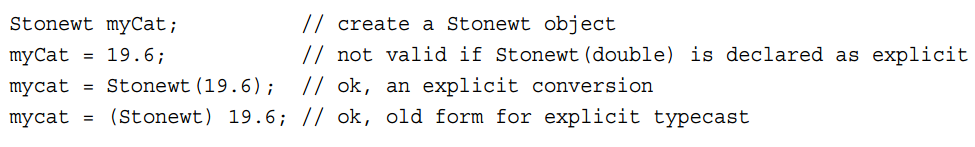 Stonewt myCat;          // create a Stonewt object
myCat = 19.6;           // not valid if Stonewt(double) is declared as explicit
mycat = Stonewt(19.6);  // ok, an explicit conversion
mycat = (Stonewt) 19.6; // ok, old form for explicit typecast